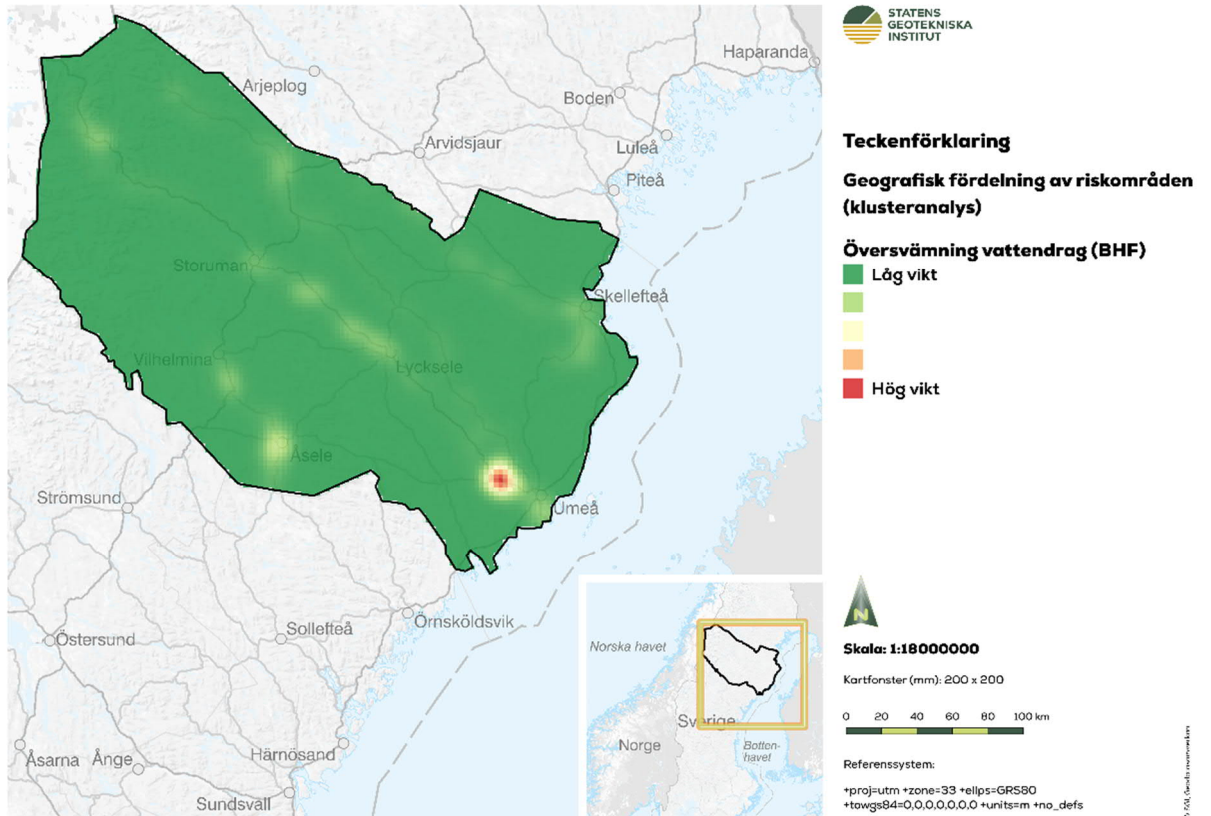 STATENS
GEOTEKNISKA
INSTITUT
Haparanda
Arjeplog
Boden
Arvidsjaur
Luleå
Piteå
Storuman
Skellefteå
Vilhelmina
Lycksele
Åsele
Strömsund
Umeå
Örnsköldsvik
Sollefteå
Östersund
Åsarna
Ånge
Härnösand
Sundsvall
Teckenförklaring
Geografisk fördelning av riskområden
(klusteranalys)
Översvämning vattendrag (BHF)
Låg vikt
Hög vikt
Norska havet
Sverige
Norge
Botten-
havet
N
Skala: 1:18000000
Kartfonster (mm): 200 x 200
0 20 40 60 80 100 km
Referenssystem:
+proj=utm +zone=33 +ellps=GRS80
+towgs84=0,0,0,0,0,0,0 +units=m +no_defs